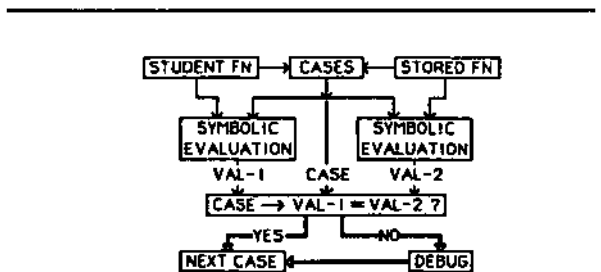 STUDENT FN CASES STORED FN
SYMBOLIC SYMBOLIC
EVALUATION EVALUATION
VAL-1 CASE VAL-2
CASE → VAL-1 = VAL-2 ?
YES NO
NEXT CASE DEBUG